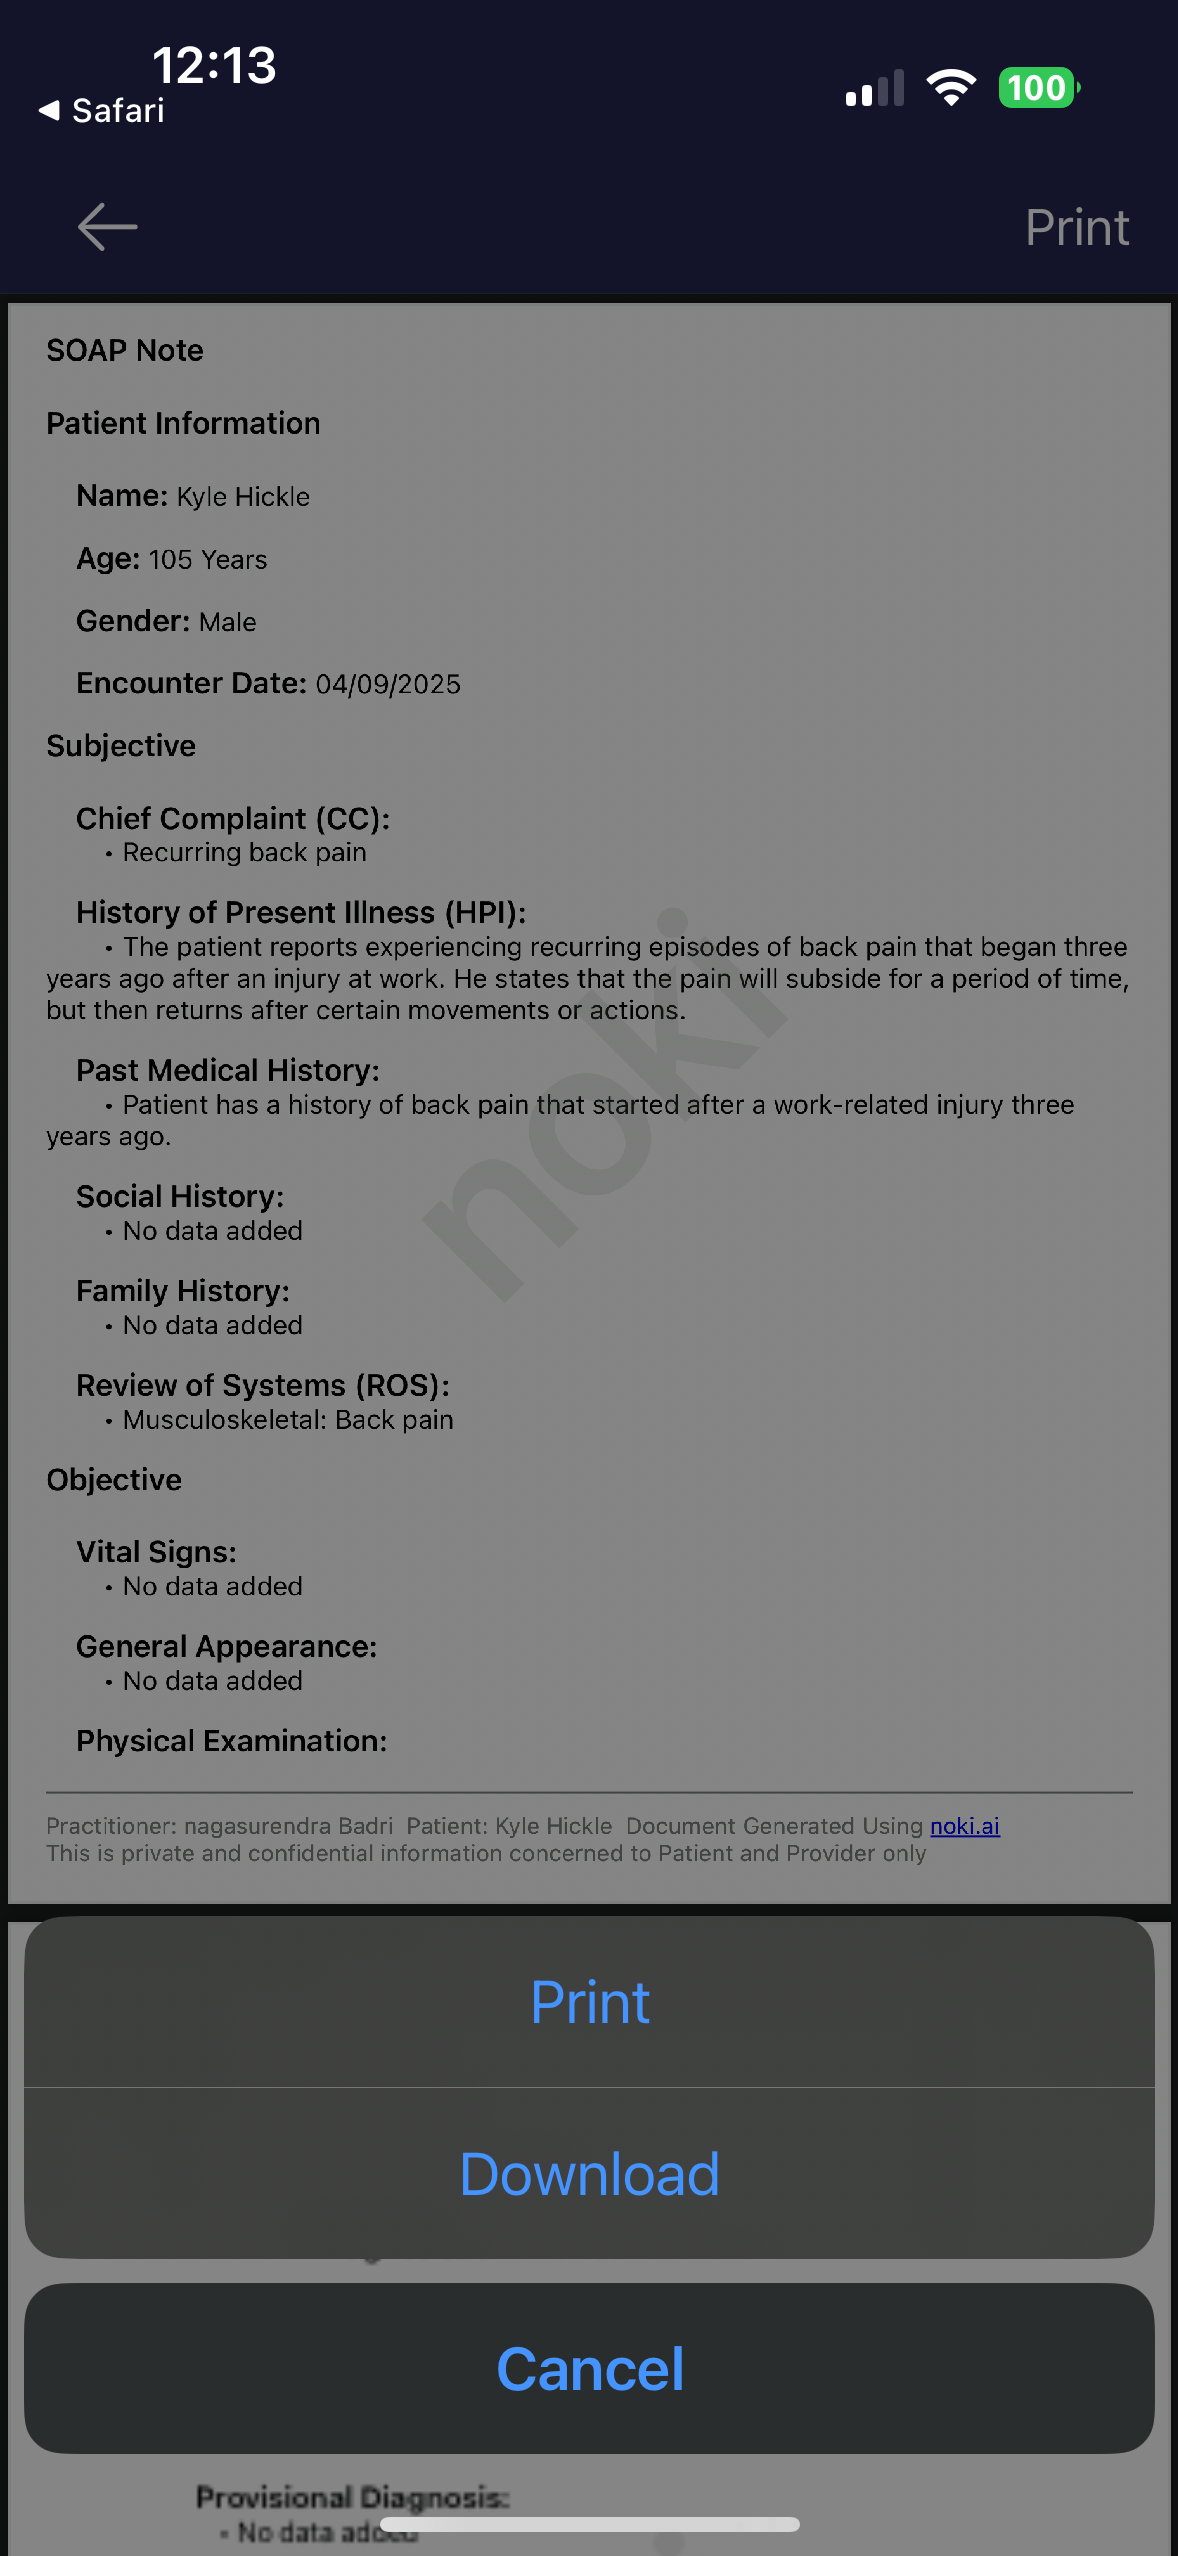 12:13
Safari
100
Print
SOAP Note
Patient Information
Name: Kyle Hickle
Age: 105 Years
Gender: Male
Encounter Date: 04/09/2025
Subjective
Chief Complaint (CC):
• Recurring back pain
History of Present Illness (HPI):
• The patient reports experiencing recurring episodes of back pain that began three
years ago after an injury at work. He states that the pain will subside for a period of time,
but then returns after certain movements or actions.
Past Medical History:
• Patient has a history of back pain that started after a work-related injury three
years ago.
noki
Social History:
• No data added
Family History:
• No data added
Review of Systems (ROS):
• Musculoskeletal: Back pain
Objective
Vital Signs:
• No data added
General Appearance:
• No data added
Physical Examination:
Practitioner: nagasurendra Badri Patient: Kyle Hickle Document Generated Using noki.ai
This is private and confidential information concerned to Patient and Provider only
Print
Download
Cancel
Provisional Diagnosis:
• No data added